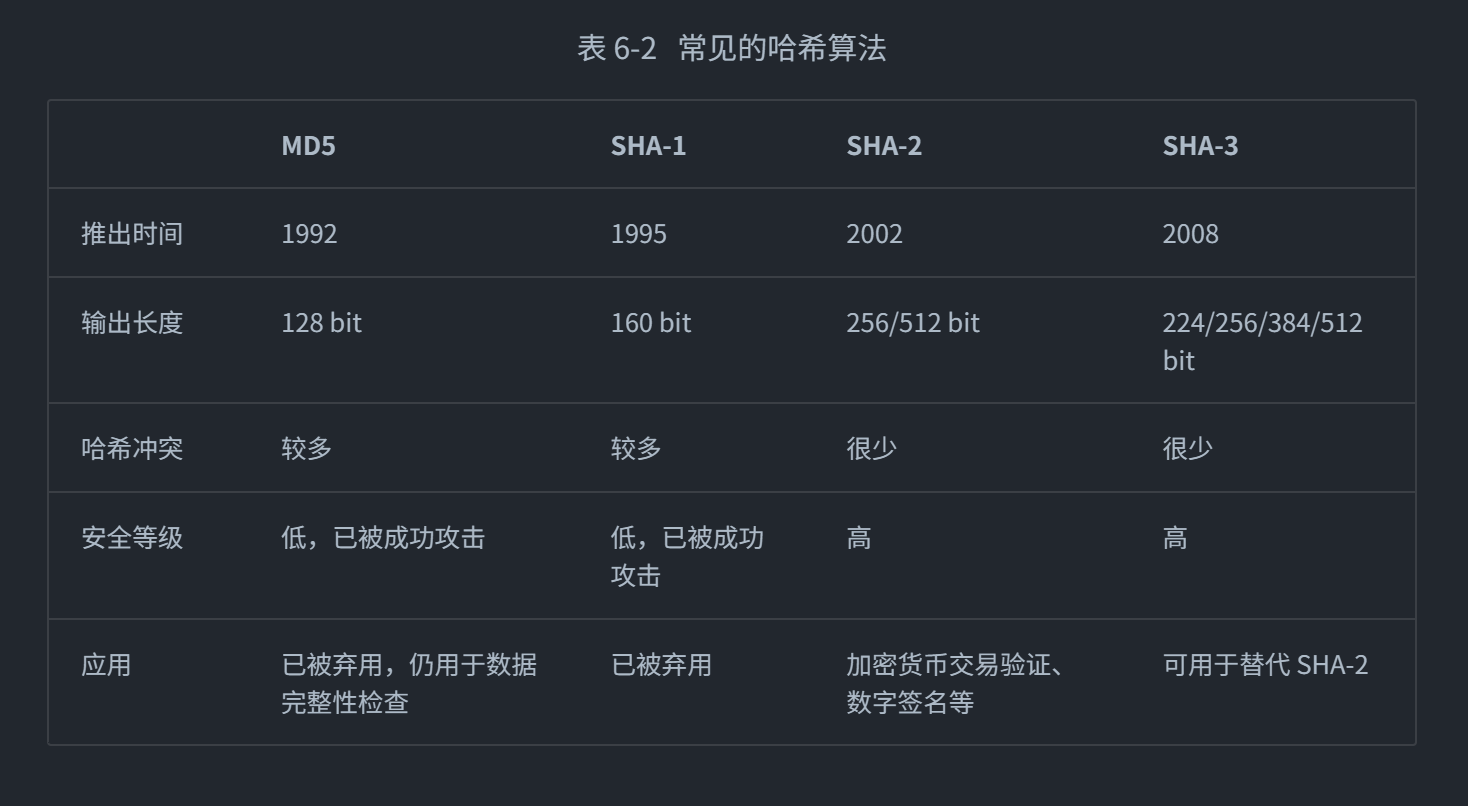 表 6-2 常见的哈希算法
MD5 SHA-1 SHA-2 SHA-3
推出时间 1992 1995 2002 2008
输出长度 128 bit 160 bit 256/512 bit 224/256/384/512
bit
哈希冲突 较多 较多 很少 很少
安全等级 低，已被成功攻击 低，已被成功 高 高
攻击
应用 已被弃用，仍用于数据 已被弃用 加密货币交易验证、 可用于替代 SHA-2
完整性检查 数字签名等